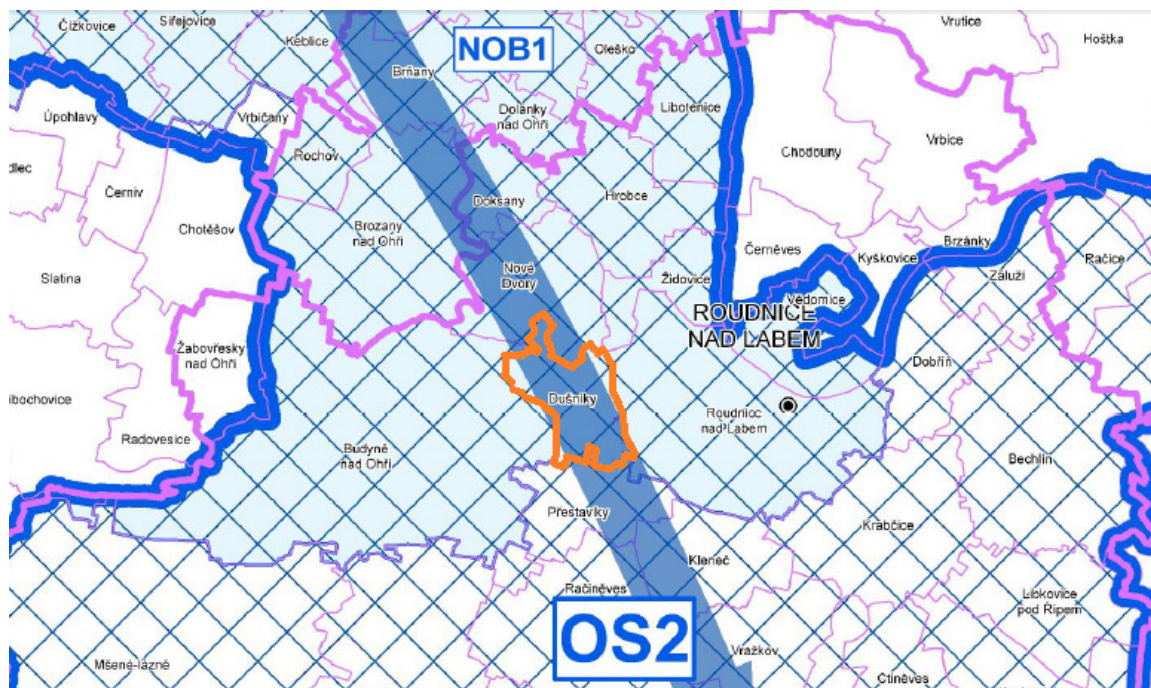 Čížkovice
Siřejovice
Keblice
NOB1
Oleško
Vrutice
Hoštka
Brňany
Úpohlavy
Vrbičany
Dolánky
nad Ohří
Libotenice
Rochov
Chodouny
Vrbice
dlec
Černiv
Doksany
Hrobce
Chotěšov
Brozany
nad Ohří
Černěves
Kyškovice
Brzánky
Račice
Slatina
Nové
Dvory
Židovice
Záluží
Vědomice
ROUDNICE
NAD LABEM
Žabovřesky
nad Ohří
Dobříň
Dušníky
ibochovice
Roudnice
nad Labem
Radovesice
Budyně
nad Ohří
Bechlín
Přestavlky
Krabčice
Kleneč
Račiněves
Libkovice
pod Řípem
OS2
Vražkov
Mšené-lázně
Ctiněves